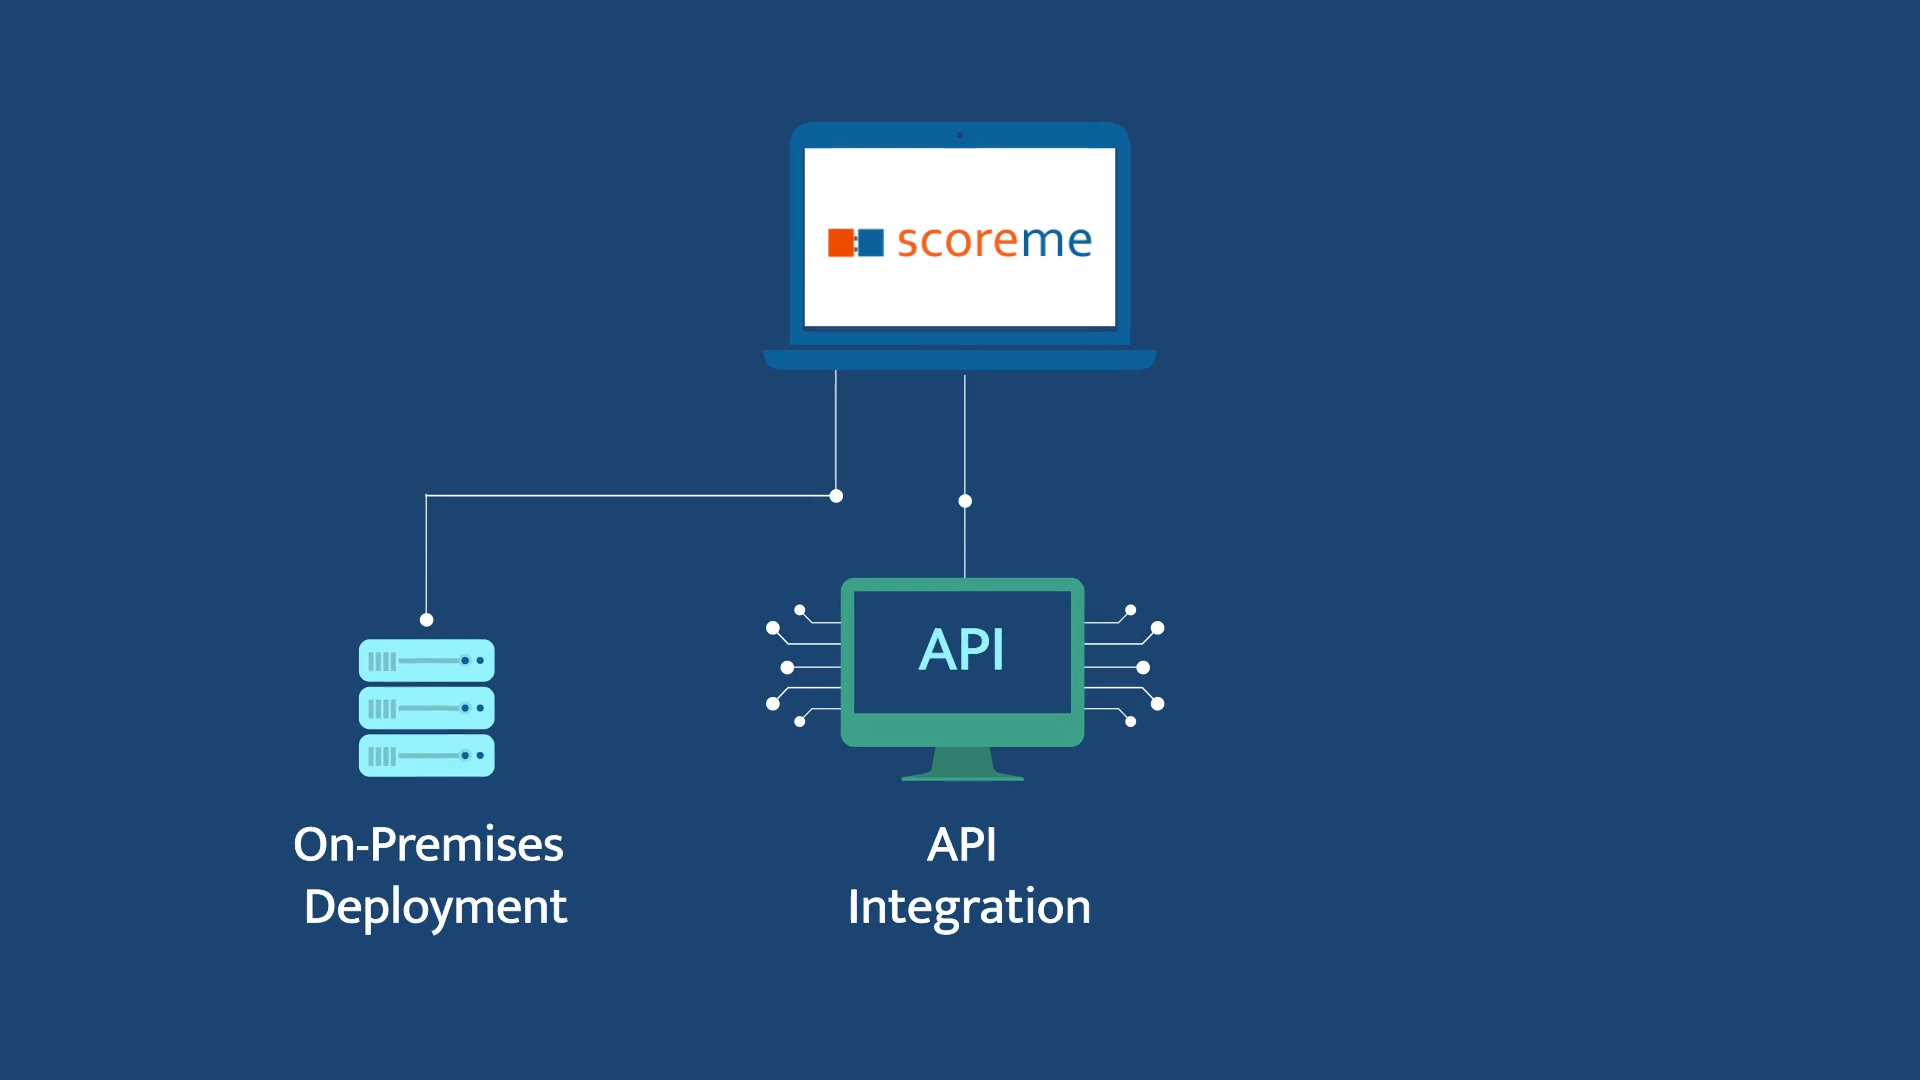 scoreme
API
On-Premises
Deployment
API
Integration